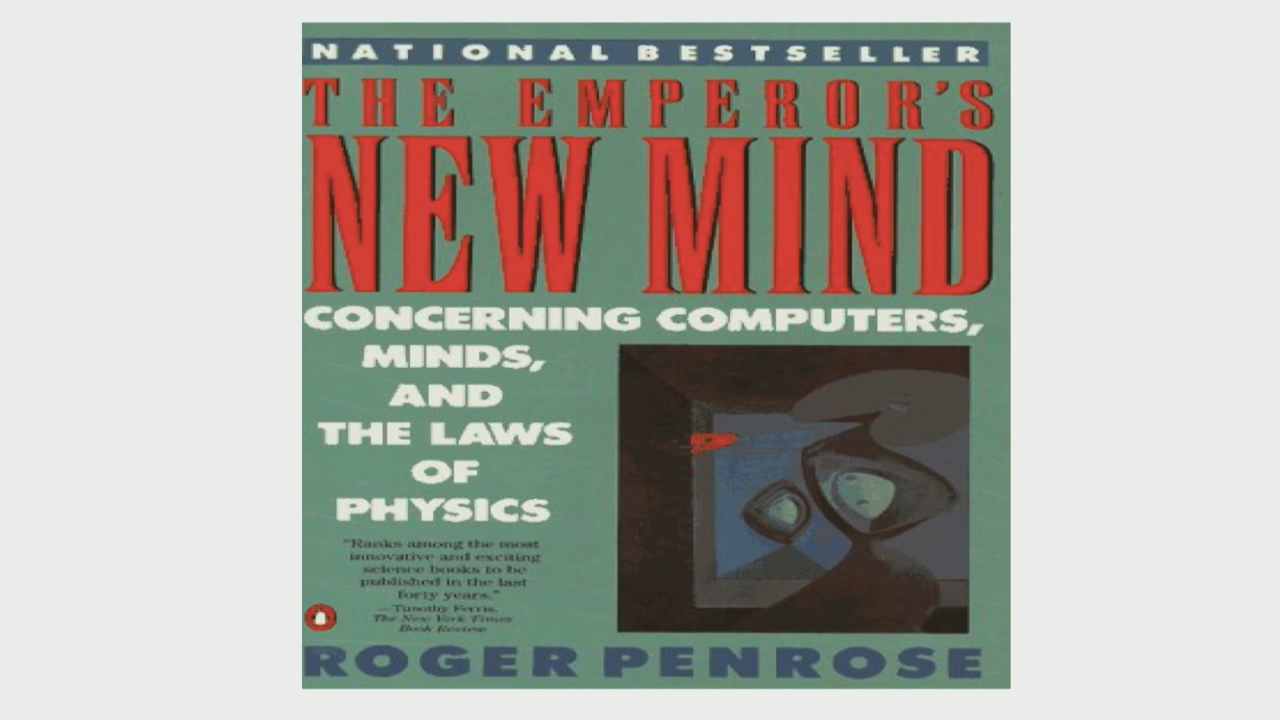 NATIONAL BESTSELLER
THE EMPEROR'S
NEW MIND
CONCERNING COMPUTERS,
MINDS,
AND
THE LAWS
OF
PHYSICS
"Ranks among the most
innovative and exciting
science books to be
published in the last
forty years."
—Timothy Ferris,
The New York Times
Book Review
ROGER PENROSE